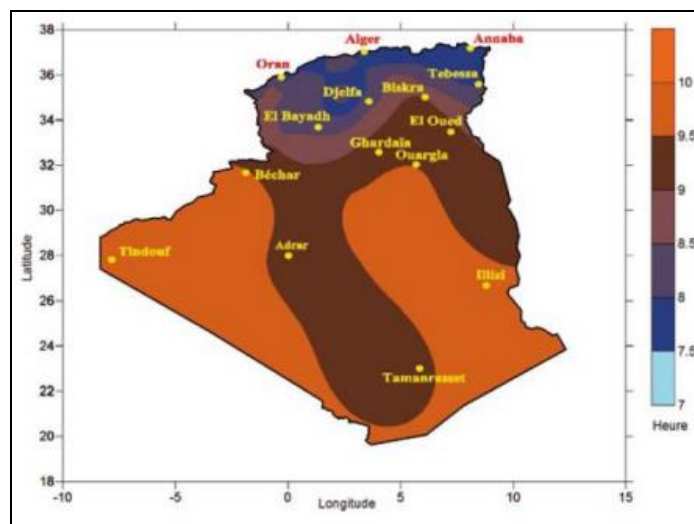 38
36
34
32
30
28
26
24
22
20
18
Latitude
-10
-5
0
5
10
15
Longitude
Alger
Annaba
Oran
Tebessa
Biskra
Djelfa
El Bayadh
El Oued
Ghardaïa
Ouargla
Béchar
Adrar
Tindouf
Illizi
Tamanrasset
10
9.5
9
8.5
8
7.5
7
Heure